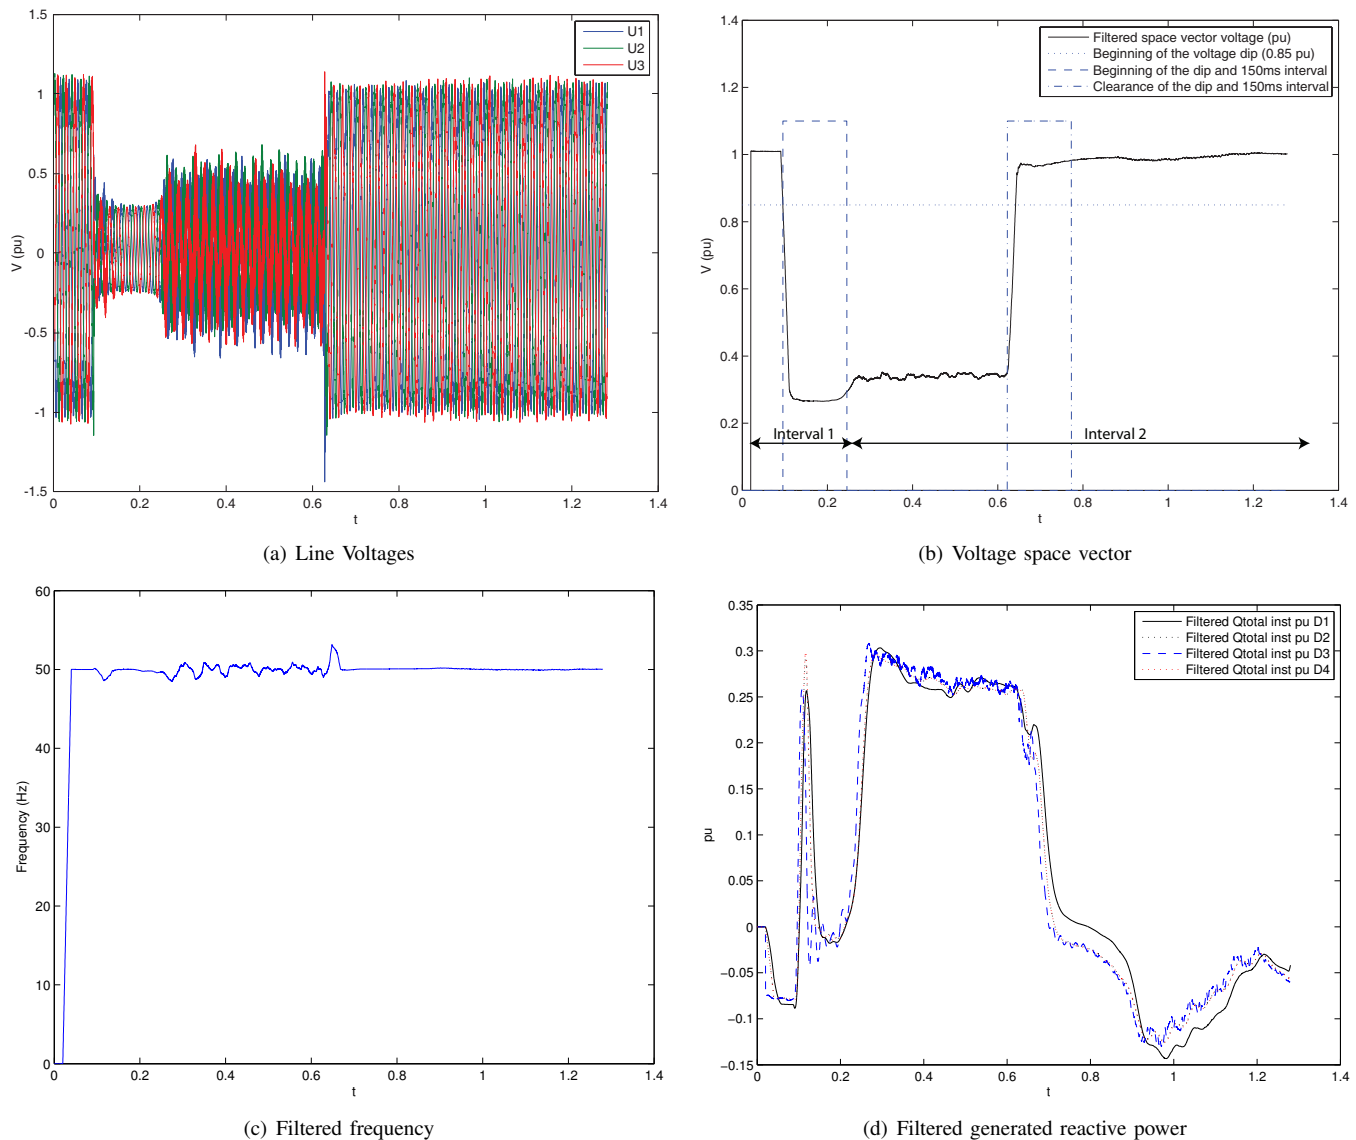 1.5
1
0.5
0
-0.5
-1
-1.5
V (pu)
0
0.2
0.4
0.6
0.8
1
1.2
1.4
t
U1
U2
U3
(a) Line Voltages
1.4
1.2
1
0.8
0.6
0.4
0.2
0
V (pu)
0
0.2
0.4
0.6
0.8
1
1.2
1.4
t
Filtered space vector voltage (pu)
Beginning of the voltage dip (0.85 pu)
Beginning of the dip and 150ms interval
Clearance of the dip and 150ms interval
Interval 1
Interval 2
(b) Voltage space vector
60
50
40
30
20
10
0
Frequency (Hz)
0
0.2
0.4
0.6
0.8
1
1.2
1.4
t
(c) Filtered frequency
0.35
0.3
0.25
0.2
0.15
0.1
0.05
0
−0.05
−0.1
−0.15
pu
0
0.2
0.4
0.6
0.8
1
1.2
1.4
t
Filtered Qtotal inst pu D1
Filtered Qtotal inst pu D2
Filtered Qtotal inst pu D3
Filtered Qtotal inst pu D4
(d) Filtered generated reactive power